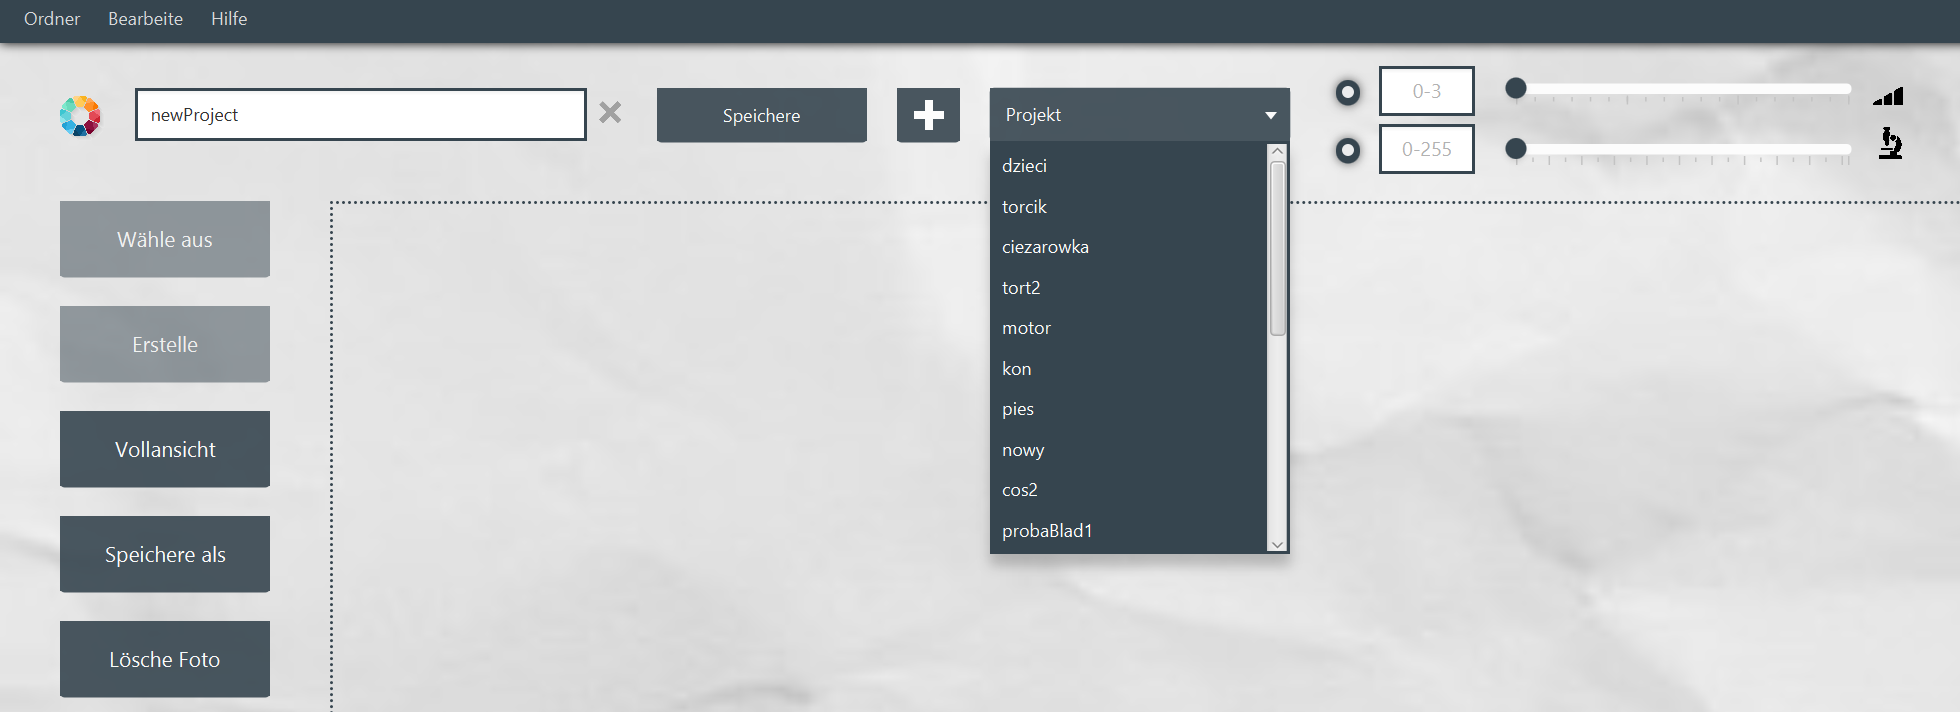 Ordner Bearbeite Hilfe
newProject
Speichere
Projekt
0-3
0-255
dzieci
torcik
ciezarowka
tort2
motor
kon
pies
nowy
cos2
probaBlad1
Wähle aus
Erstelle
Vollansicht
Speichere als
Lösche Foto